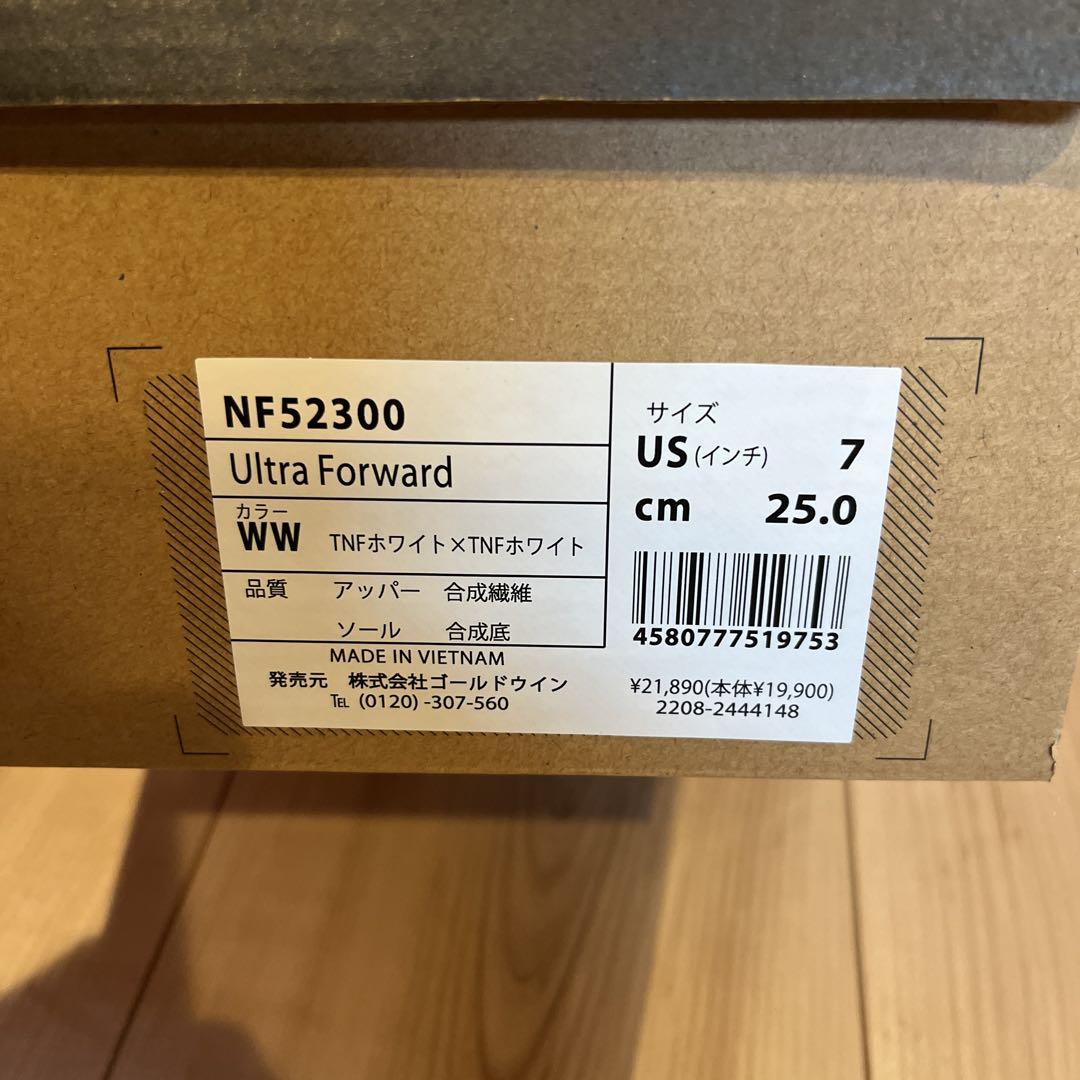 NF52300
Ultra Forward
カラー
WW TNFホワイト×TNFホワイト
品質 アッパー 合成繊維
ソール 合成底
MADE IN VIETNAM
発売元 株式会社ゴールドウイン
℡ (0120) -307-560
サイズ
US (インチ) 7
cm 25.0
4580777519753
¥21,890(本体¥19,900)
2208-2444148